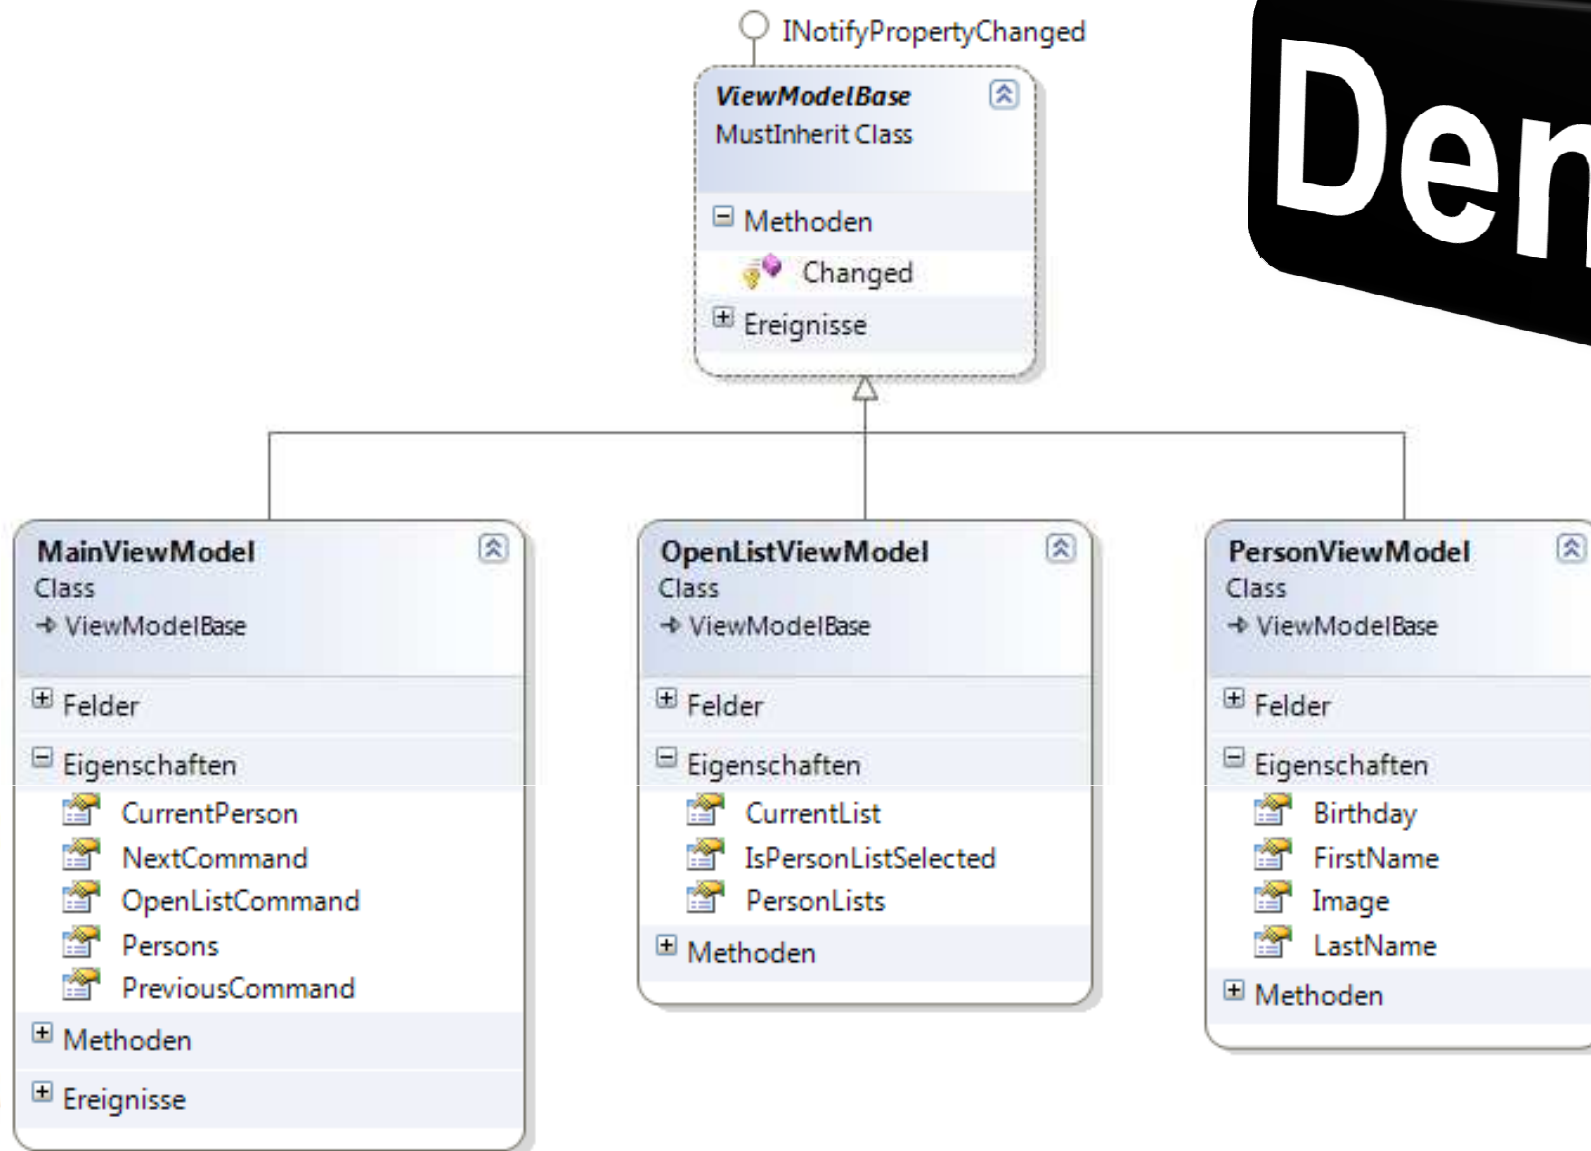 INotifyPropertyChanged
ViewModelBase
MustInherit Class
Methoden
Changed
Ereignisse
MainViewModel
Class
ViewModelBase
Felder
Eigenschaften
CurrentPerson
NextCommand
OpenListCommand
Persons
PreviousCommand
Methoden
Ereignisse
OpenListViewModel
Class
ViewModelBase
Felder
Eigenschaften
CurrentList
IsPersonListSelected
PersonLists
Methoden
PersonViewModel
Class
ViewModelBase
Felder
Eigenschaften
Birthday
FirstName
Image
LastName
Methoden